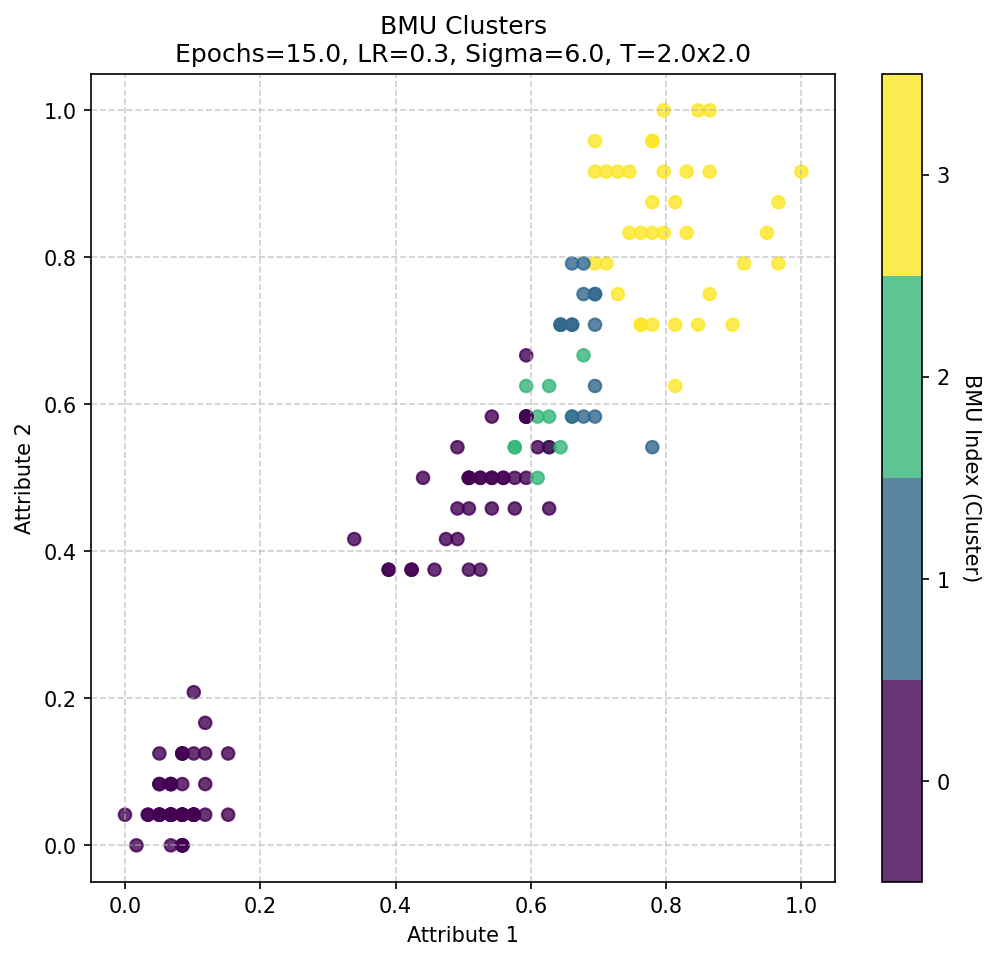 BMU Clusters
Epochs=15.0, LR=0.3, Sigma=6.0, T=2.0x2.0
1.0
0.8
0.6
0.4
0.2
0.0
Attribute 2
0.0 0.2 0.4 0.6 0.8 1.0
Attribute 1
3
2
1
0
BMU Index (Cluster)